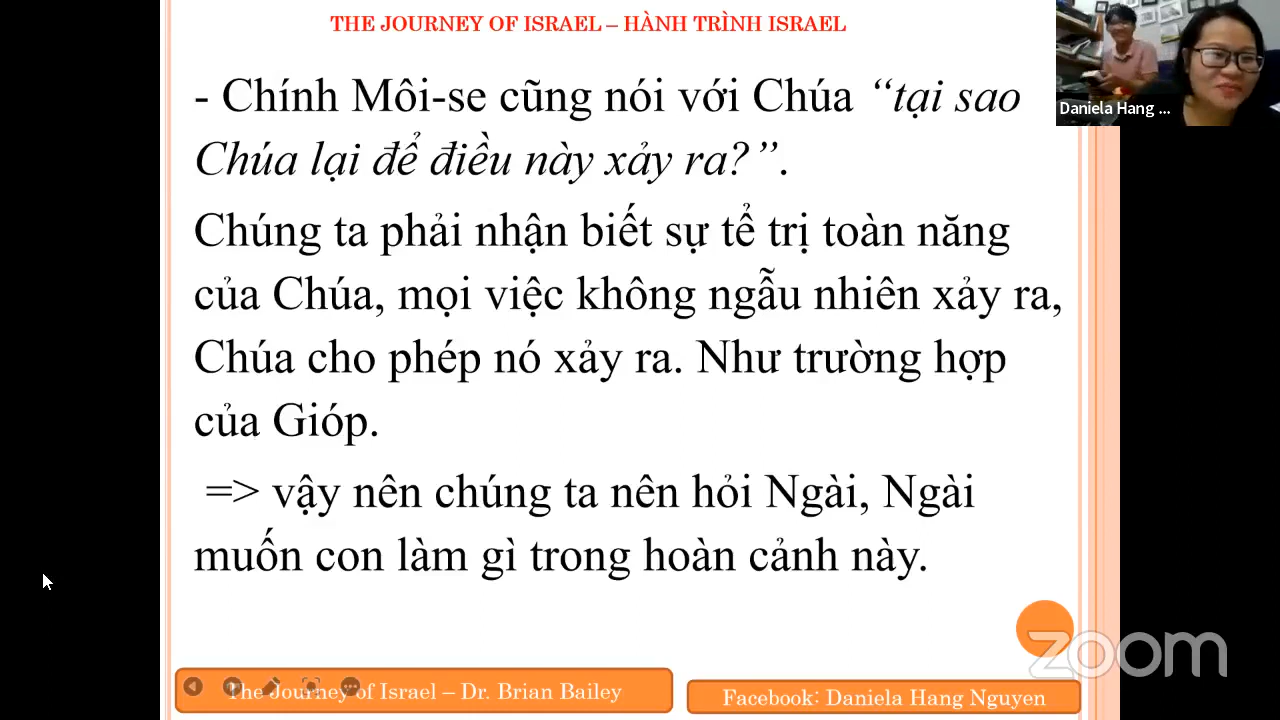 THE JOURNEY OF ISRAEL – HÀNH TRÌNH ISRAEL
- Chính Môi-se cũng nói với Chúa “tại sao
Chúa lại để điều này xảy ra?”.
Chúng ta phải nhận biết sự tể trị toàn năng
của Chúa, mọi việc không ngẫu nhiên xảy ra,
Chúa cho phép nó xảy ra. Như trường hợp
của Gióp.
=> vậy nên chúng ta nên hỏi Ngài, Ngài
muốn con làm gì trong hoàn cảnh này.
The Journey of Israel – Dr. Brian Bailey
Facebook: Daniela Hang Nguyen
Daniela Hang ...
zoom